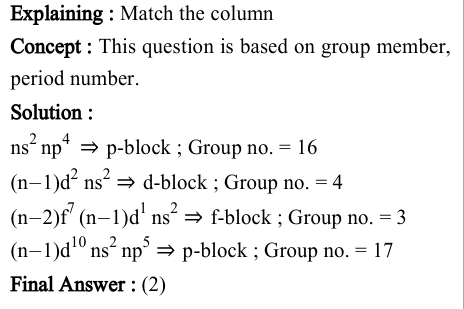 Explaining : Match the column
Concept : This question is based on group member,
period number.
Solution :
ns² np⁴ ⇒ p-block ; Group no. = 16
(n−1)d² ns² ⇒ d-block ; Group no. = 4
(n−2)f⁷ (n−1)d¹ ns² ⇒ f-block ; Group no. = 3
(n−1)d¹⁰ ns² np⁵ ⇒ p-block ; Group no. = 17
Final Answer : (2)